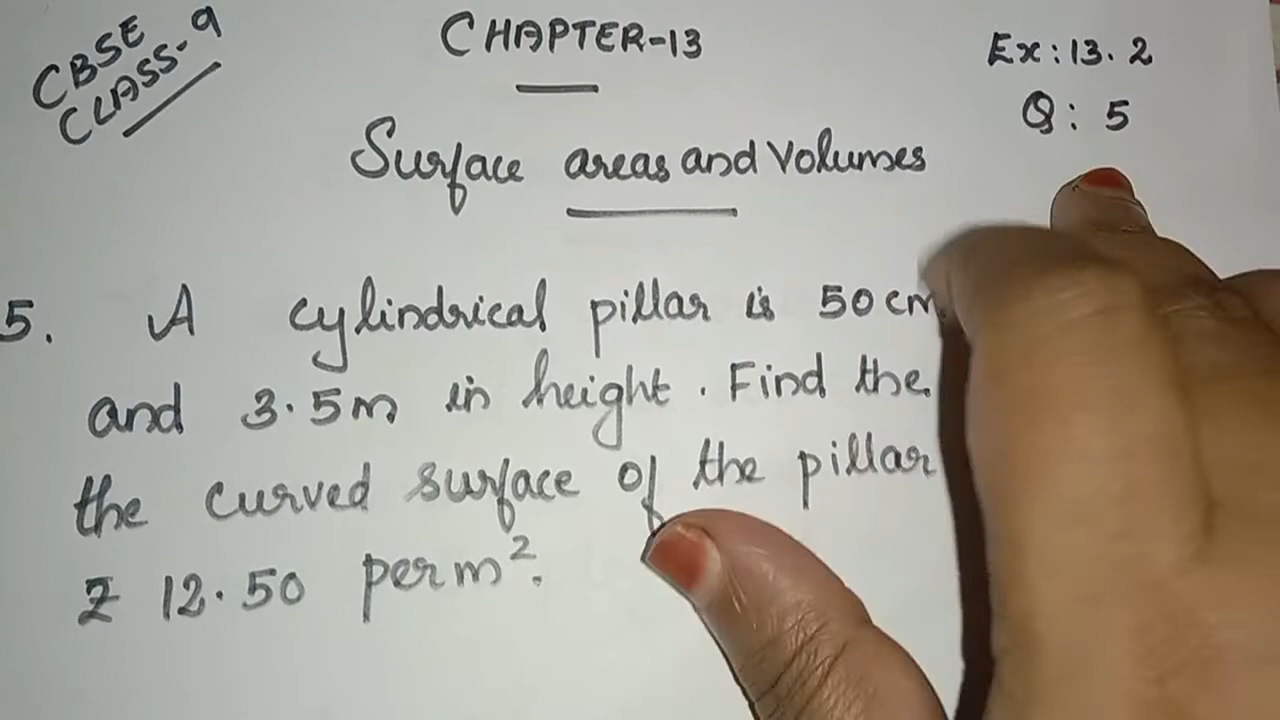 CBSE
CLASS-9
CHAPTER-13
Ex: 13.2
Q: 5
Surface areas and Volumes
5. A cylindrical pillar is 50 cm
and 3.5m in height. Find the
the curved surface of the pillar
₹ 12.50 per m².